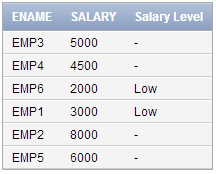 ENAME SALARY Salary Level
EMP3 5000 -
EMP4 4500 -
EMP6 2000 Low
EMP1 3000 Low
EMP2 8000 -
EMP5 6000 -